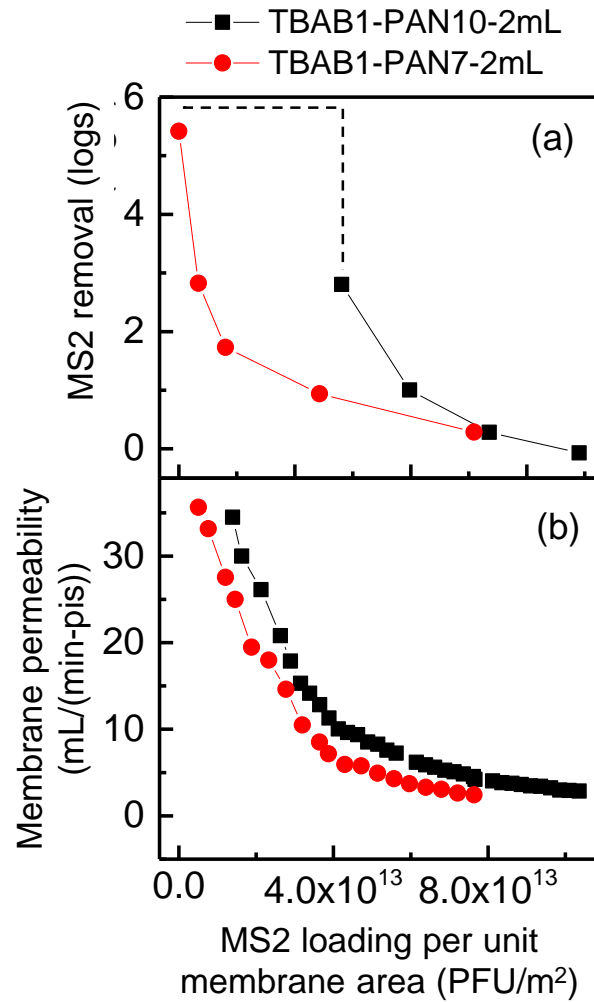 TBAB1-PAN10-2mL
TBAB1-PAN7-2mL
(a)
MS2 removal (logs)
6
4
2
0
(b)
Membrane permeability
(mL/(min-pis))
30
20
10
0
0.0 4.0x10¹³ 8.0x10¹³
MS2 loading per unit
membrane area (PFU/m²)